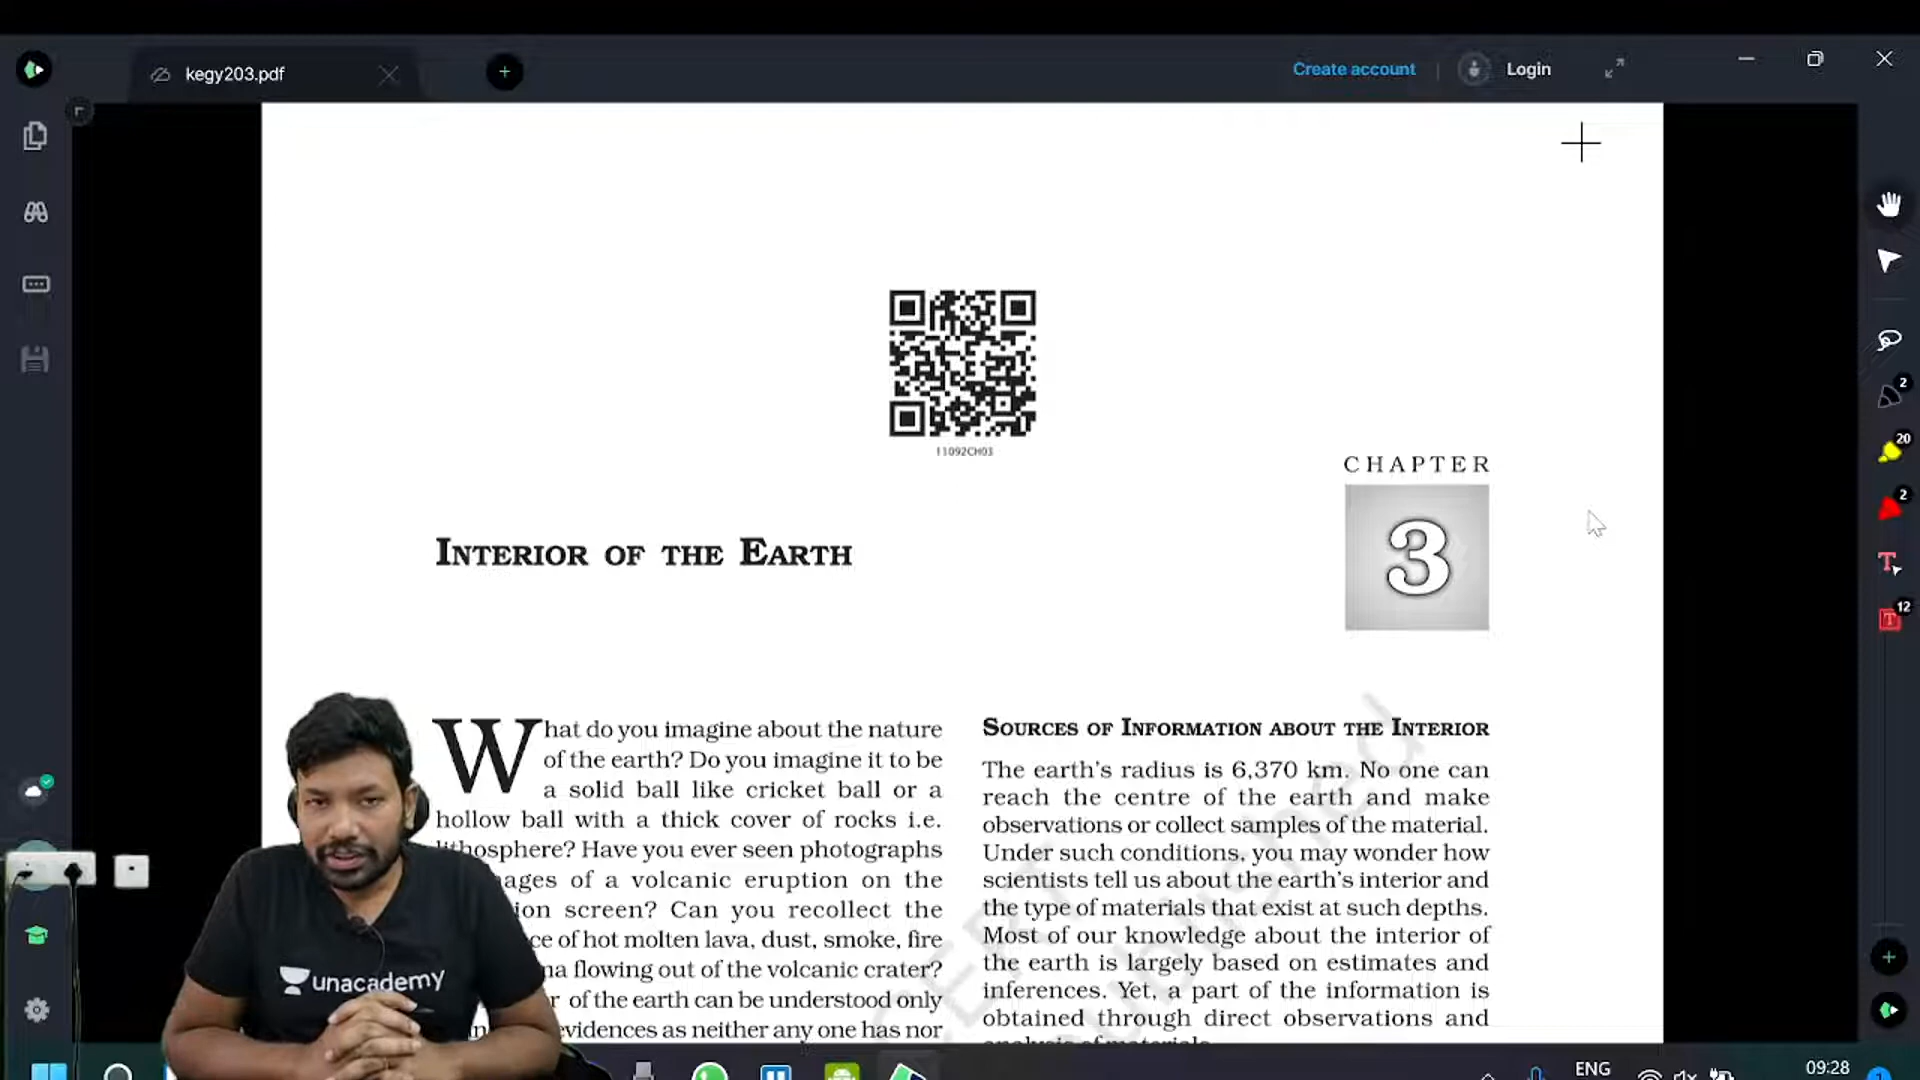 kegy203.pdf
Create account
Login
2
20
2
12
11092CH03
CHAPTER
3
INTERIOR OF THE EARTH
What do you imagine about the nature
of the earth? Do you imagine it to be
a solid ball like cricket ball or a
hollow ball with a thick cover of rocks i.e.
lithosphere? Have you ever seen photographs
ages of a volcanic eruption on the
ion screen? Can you recollect the
ce of hot molten lava, dust, smoke, fire
ma flowing out of the volcanic crater?
r of the earth can be understood only
evidences as neither any one has nor
SOURCES OF INFORMATION ABOUT THE INTERIOR
The earth's radius is 6,370 km. No one can
reach the centre of the earth and make
observations or collect samples of the material.
Under such conditions, you may wonder how
scientists tell us about the earth's interior and
the type of materials that exist at such depths.
Most of our knowledge about the interior of
the earth is largely based on estimates and
inferences. Yet, a part of the information is
obtained through direct observations and
analysis of materials.
unacademy
ENG
09:28